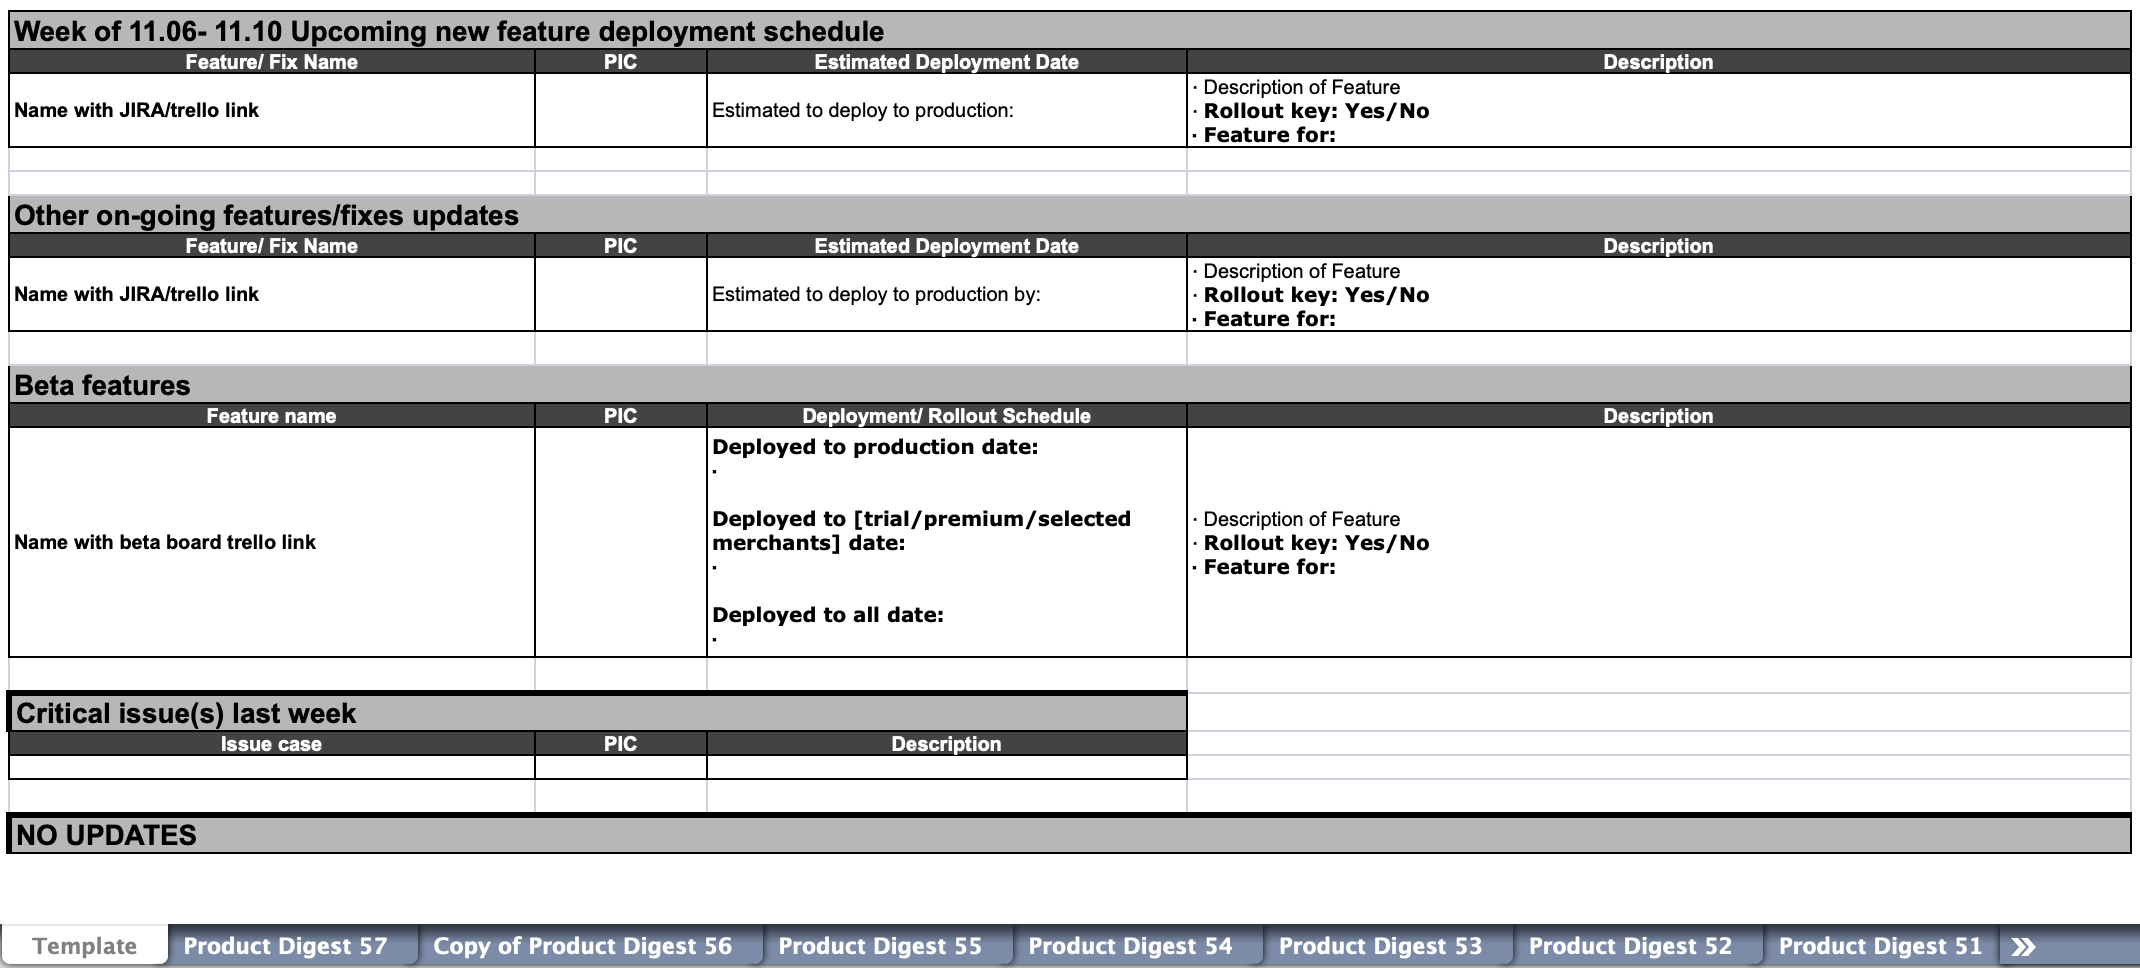 Week of 11.06- 11.10 Upcoming new feature deployment schedule
Feature/ Fix Name PIC Estimated Deployment Date Description
Name with JIRA/trello link Estimated to deploy to production: · Description of Feature
· Rollout key: Yes/No
· Feature for:
Other on-going features/fixes updates
Feature/ Fix Name PIC Estimated Deployment Date Description
Name with JIRA/trello link Estimated to deploy to production by: · Description of Feature
· Rollout key: Yes/No
· Feature for:
Beta features
Feature name PIC Deployment/ Rollout Schedule Description
Name with beta board trello link
Deployed to production date:
·
Deployed to [trial/premium/selected
merchants] date:
·
Deployed to all date:
·
· Description of Feature
· Rollout key: Yes/No
· Feature for:
Critical issue(s) last week
Issue case PIC Description
NO UPDATES
Template Product Digest 57 Copy of Product Digest 56 Product Digest 55 Product Digest 54 Product Digest 53 Product Digest 52 Product Digest 51 »